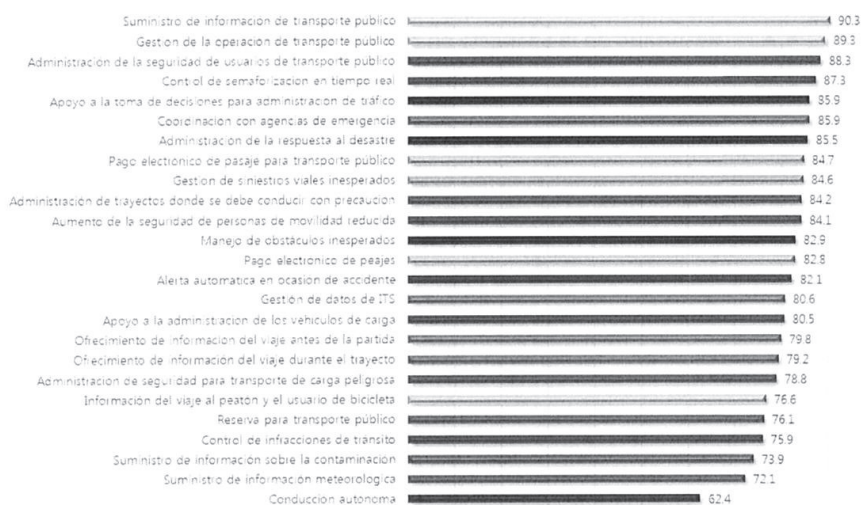 Suministro de información de transporte público 90.3
Gestión de la operación de transporte público 89.3
Administración de la seguridad de usuarios de transporte público 88.3
Control de semaforización en tiempo real 87.3
Apoyo a la toma de decisiones para administración de tráfico 85.9
Coordinación con agencias de emergencia 85.9
Administración de la respuesta al desastre 85.5
Pago electrónico de pasaje para transporte público 84.7
Gestión de siniestros viales inesperados 84.6
Administración de trayectos donde se debe conducir con precaución 84.2
Aumento de la seguridad de personas de movilidad reducida 84.1
Manejo de obstáculos inesperados 82.9
Pago electrónico de peajes 82.8
Alerta automática en ocasión de accidente 82.1
Gestión de datos de ITS 80.6
Apoyo a la administración de los vehículos de carga 80.5
Ofrecimiento de información del viaje antes de la partida 79.8
Ofrecimiento de información del viaje durante el trayecto 79.2
Administración de seguridad para transporte de carga peligrosa 78.8
Información del viaje al peatón y el usuario de bicicleta 76.6
Reserva para transporte público 76.1
Control de infracciones de tránsito 75.9
Suministro de información sobre la contaminación 73.9
Suministro de información meteorológica 72.1
Conducción autónoma 62.4